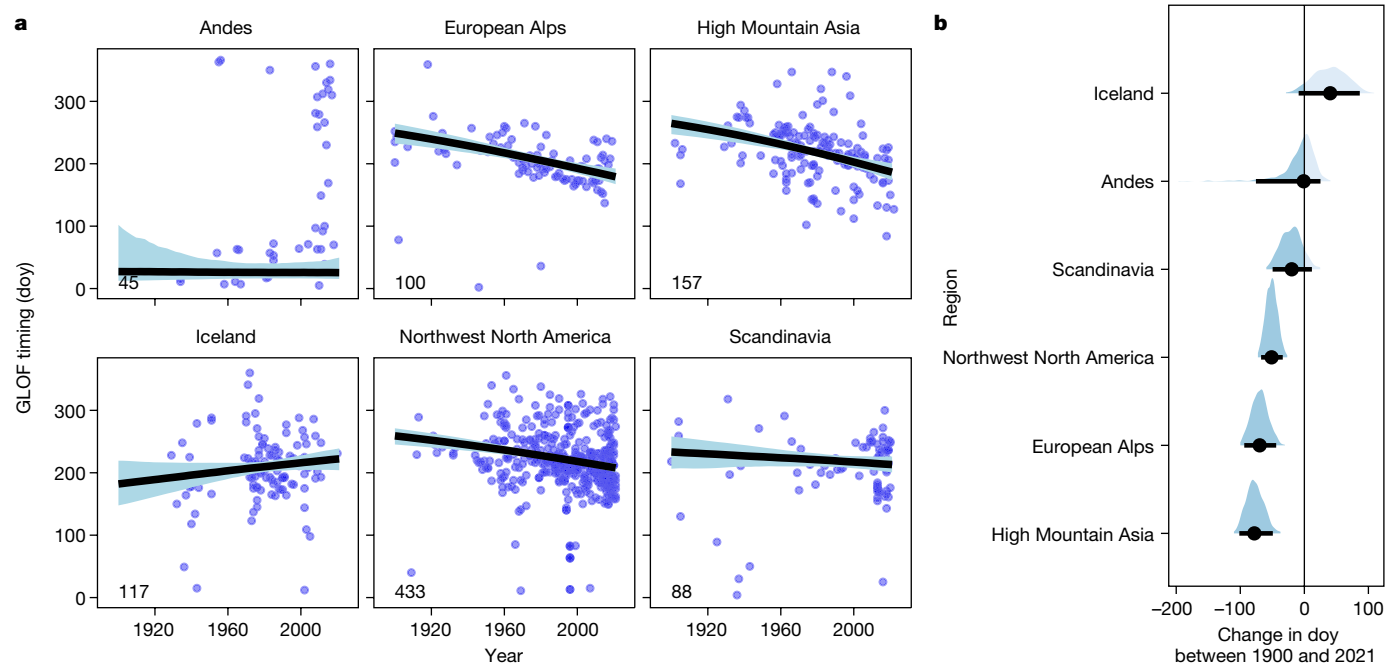 a
Andes
European Alps
High Mountain Asia
300
200
100
0
45
100
157
Iceland
Northwest North America
Scandinavia
300
200
100
0
117
433
88
1920
1960
2000
1920
1960
2000
1920
1960
2000
GLOF timing (doy)
Year
b
Region
Iceland
Andes
Scandinavia
Northwest North America
European Alps
High Mountain Asia
−200
−100
0
100
Change in doy
between 1900 and 2021